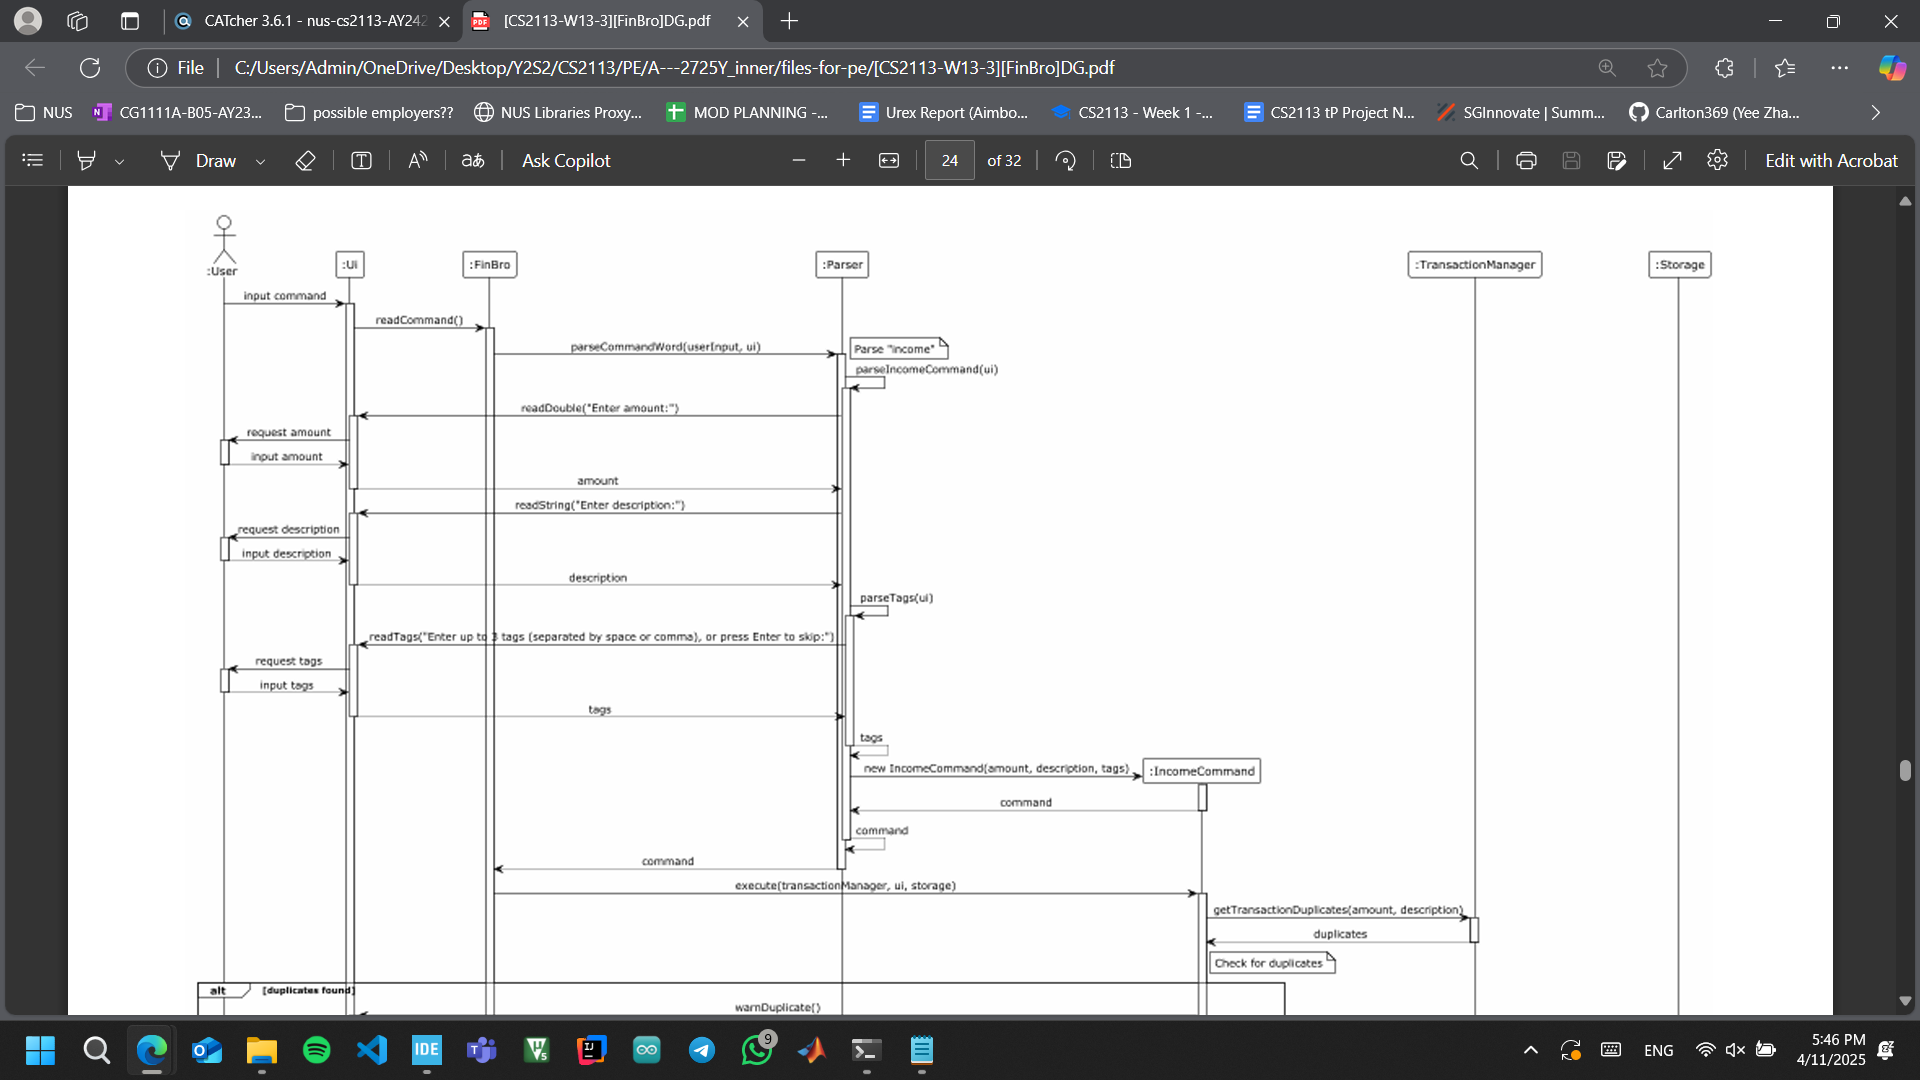 CATcher 3.6.1 - nus-cs2113-AY242
[CS2113-W13-3][FinBro]DG.pdf
File
C:/Users/Admin/OneDrive/Desktop/Y2S2/CS2113/PE/A---2725Y_inner/files-for-pe/[CS2113-W13-3][FinBro]DG.pdf
NUS
CG1111A-B05-AY23...
possible employers??
NUS Libraries Proxy...
MOD PLANNING -...
Urex Report (Aimbo...
CS2113 - Week 1 -...
CS2113 tP Project N...
SGInnovate | Summ...
Carlton369 (Yee Zha...
Draw
Ask Copilot
24
of 32
Edit with Acrobat
:User
:Ui
:FinBro
:Parser
:TransactionManager
:Storage
input command
readCommand()
parseCommandWord(userInput, ui)
Parse "income"
parseIncomeCommand(ui)
readDouble("Enter amount:")
request amount
input amount
amount
readString("Enter description:")
request description
input description
description
parseTags(ui)
readTags("Enter up to 3 tags (separated by space or comma), or press Enter to skip:")
request tags
input tags
tags
tags
new IncomeCommand(amount, description, tags)
:IncomeCommand
command
command
command
execute(transactionManager, ui, storage)
getTransactionDuplicates(amount, description)
duplicates
Check for duplicates
alt
[duplicates found]
warnDuplicate()
IDE
9
ENG
5:46 PM
4/11/2025